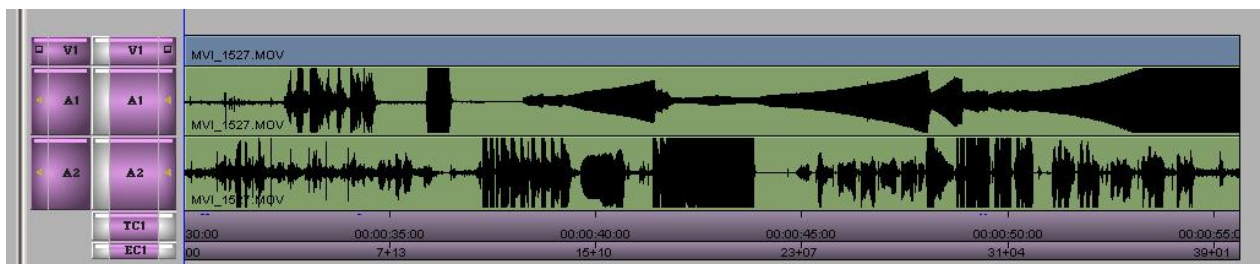 V1 V1 MVI_1527.MOV
A1 A1
MVI_1527.MOV
A2 A2
MVI_1527.MOV
TC1 30:00 00:00:35:00 00:00:40:00 00:00:45:00 00:00:50:00 00:00:55:0
EC1 00 7+13 15+10 23+07 31+04 39+01